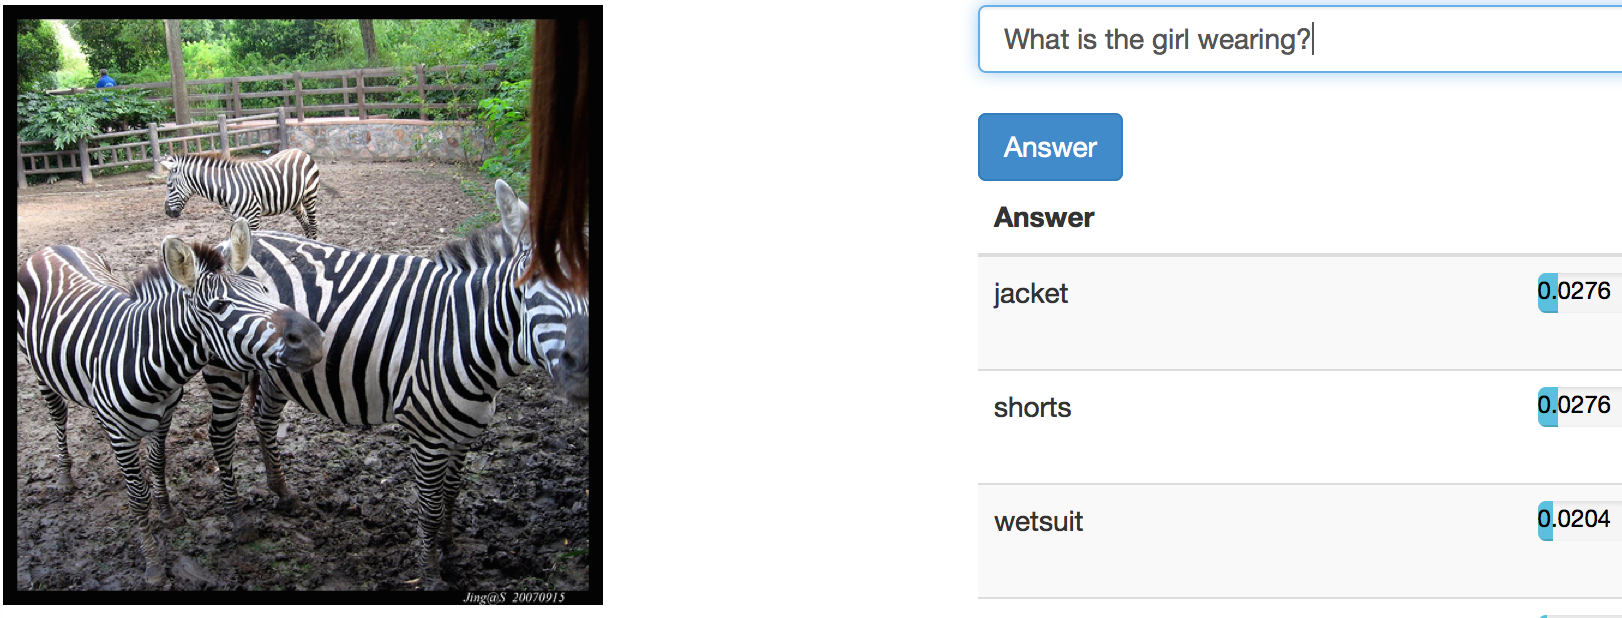 What is the girl wearing?
Answer
Answer
jacket 0.0276
shorts 0.0276
wetsuit 0.0204
Jing@S 20070915